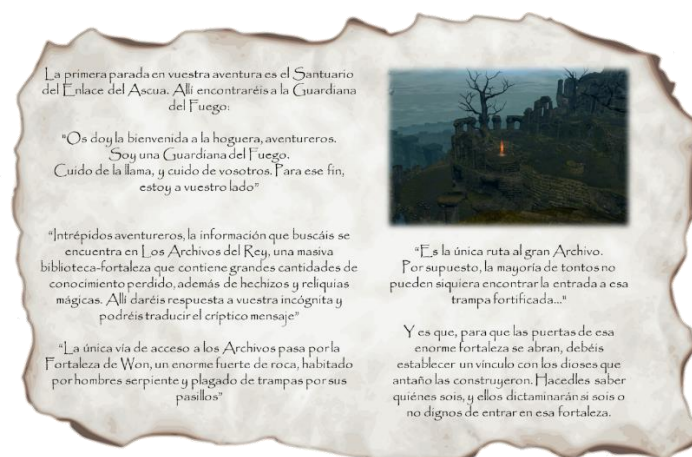 La primera parada en vuestra aventura es el Santuario
del Enlace del Ascua. Allí encontraréis a la Guardiana
del Fuego:
"Os doy la bienvenida a la hoguera, aventureros.
Soy una Guardiana del Fuego.
Cuido de la llama, y cuido de vosotros. Para ese fin,
estoy a vuestro lado"
"Intrépidos aventureros, la información que buscáis se
encuentra en Los Archivos del Rey, una masiva
biblioteca-fortaleza que contiene grandes cantidades de
conocimiento perdido, además de hechizos y reliquias
mágicas. Allí daréis respuesta a vuestra incógnita y
podréis traducir el críptico mensaje"
"La única vía de acceso a los Archivos pasa por la
Fortaleza de Won, un enorme fuerte de roca, habitado
por hombres serpiente y plagado de trampas por sus
pasillos"
"Es la única ruta al gran Archivo.
Por supuesto, la mayoría de tontos no
pueden siquiera encontrar la entrada a esa
trampa fortificada..."
Y es que, para que las puertas de esa
enorme fortaleza se abran, debéis
establecer un vínculo con los dioses que
antaño las construyeron. Hacedles saber
quiénes sois, y ellos dictaminarán si sois o
no dignos de entrar en esa fortaleza.